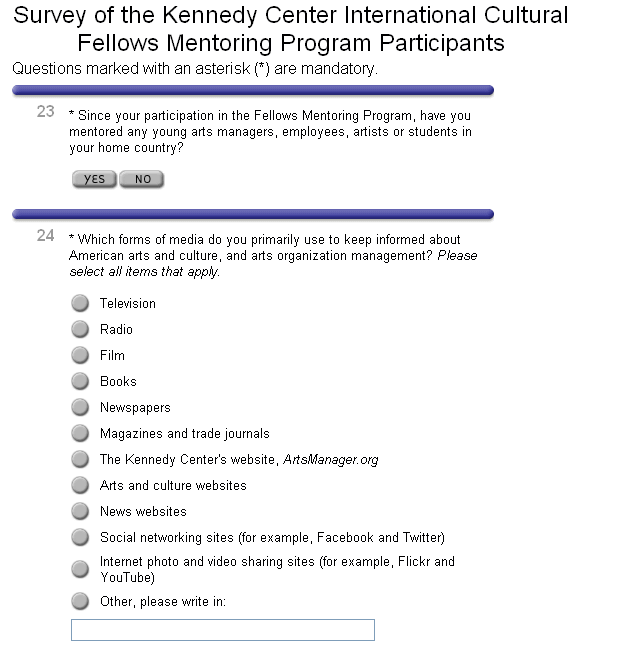 Survey of the Kennedy Center International Cultural
Fellows Mentoring Program Participants
Questions marked with an asterisk (*) are mandatory.
23 * Since your participation in the Fellows Mentoring Program, have you
mentored any young arts managers, employees, artists or students in
your home country?
YES NO
24 * Which forms of media do you primarily use to keep informed about
American arts and culture, and arts organization management? Please
select all items that apply.
Television
Radio
Film
Books
Newspapers
Magazines and trade journals
The Kennedy Center's website, ArtsManager.org
Arts and culture websites
News websites
Social networking sites (for example, Facebook and Twitter)
Internet photo and video sharing sites (for example, Flickr and
YouTube)
Other, please write in: